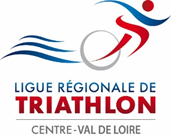 LIGUE RÉGIONALE DE
TRIATHLON
CENTRE - VAL DE LOIRE